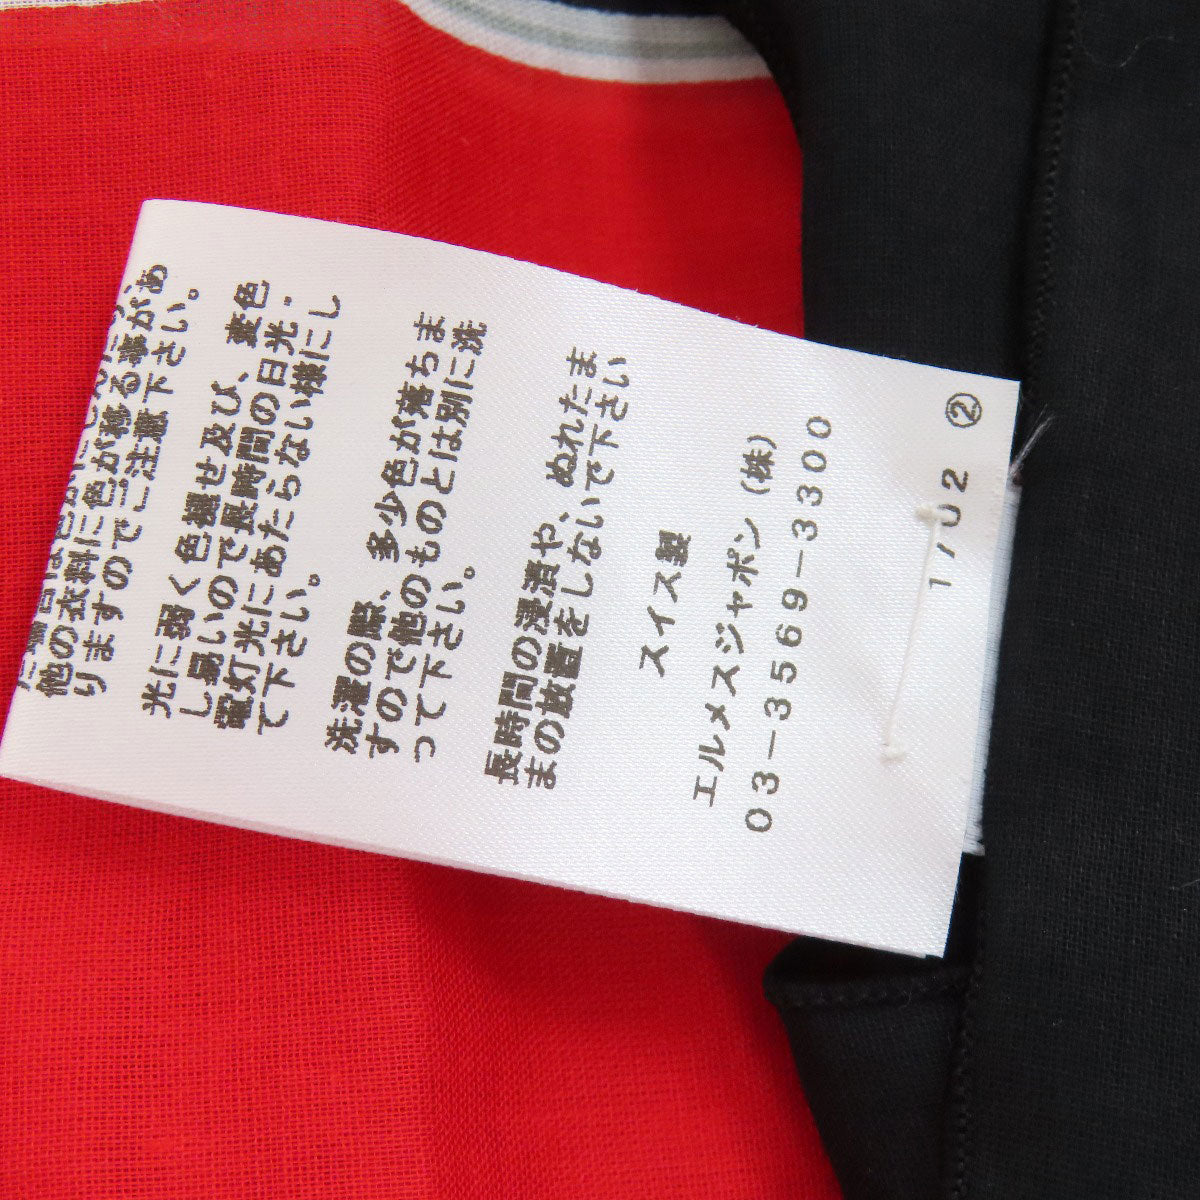 他の衣料に色が移る事があ
りますのでご注意下さい。
光に弱く色褪せ及び、変色
し易いので長時間の日光・
電灯光にあたらない様にし
て下さい。
洗濯の際、多少色が落ちま
すので他のものとは別に洗
って下さい。
長時間の浸漬や、ぬれたま
まの放置をしないで下さい
スイス製
エルメスジャポン(株)
03-3569-3300
1/02 ②